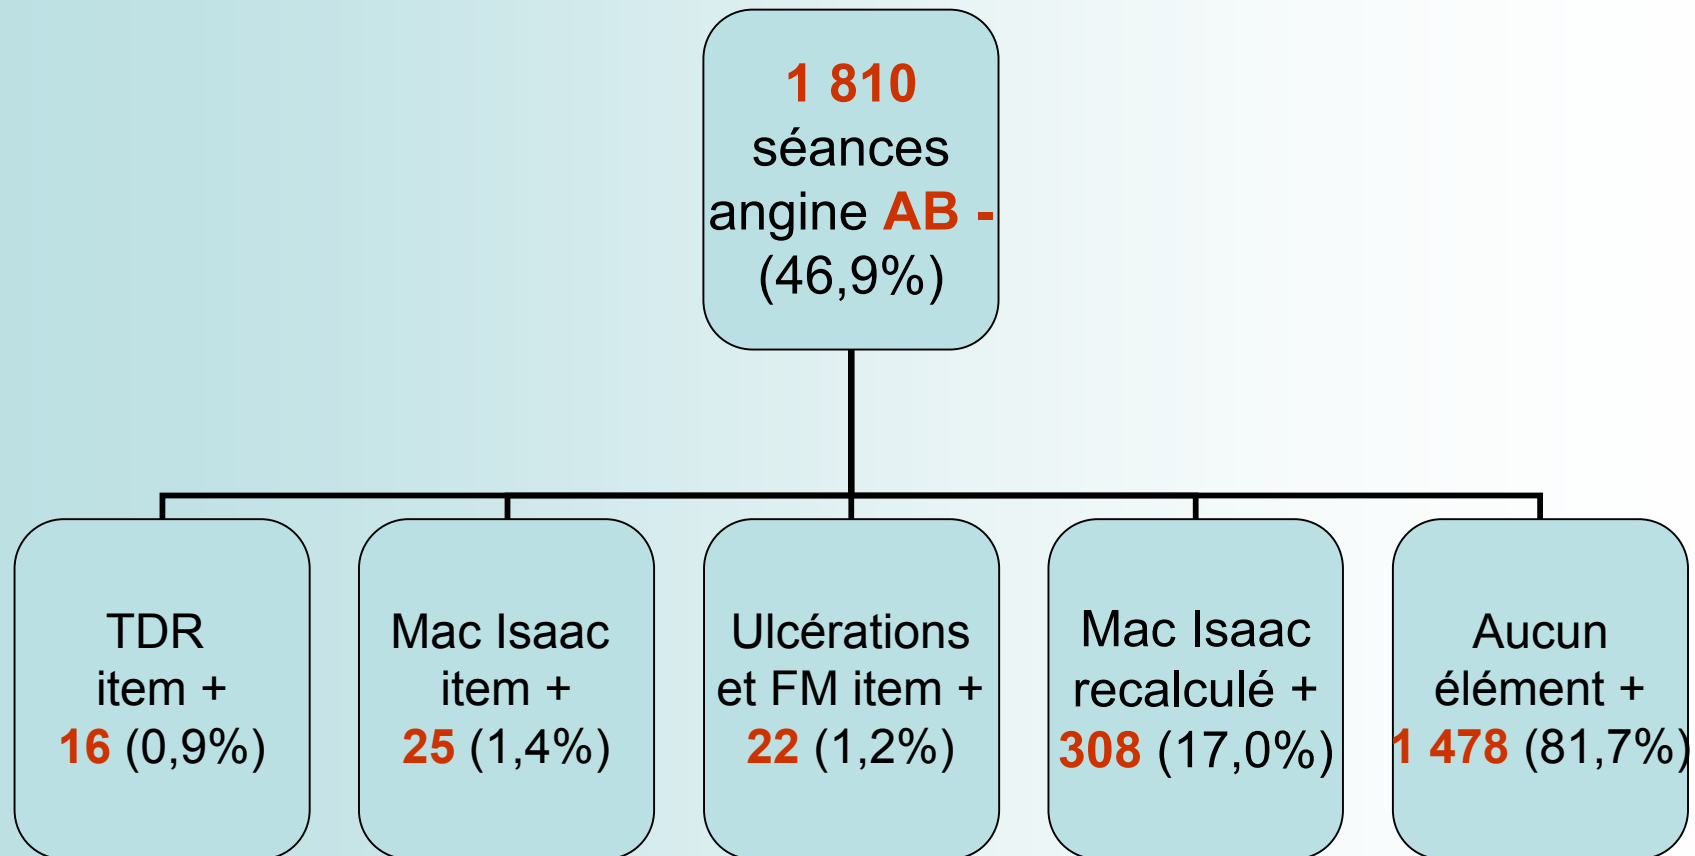 1 810
séances
angine AB -
(46,9%)
TDR
item +
16 (0,9%)
Mac Isaac
item +
25 (1,4%)
Ulcérations
et FM item +
22 (1,2%)
Mac Isaac
recalculé +
308 (17,0%)
Aucun
élément +
1 478 (81,7%)